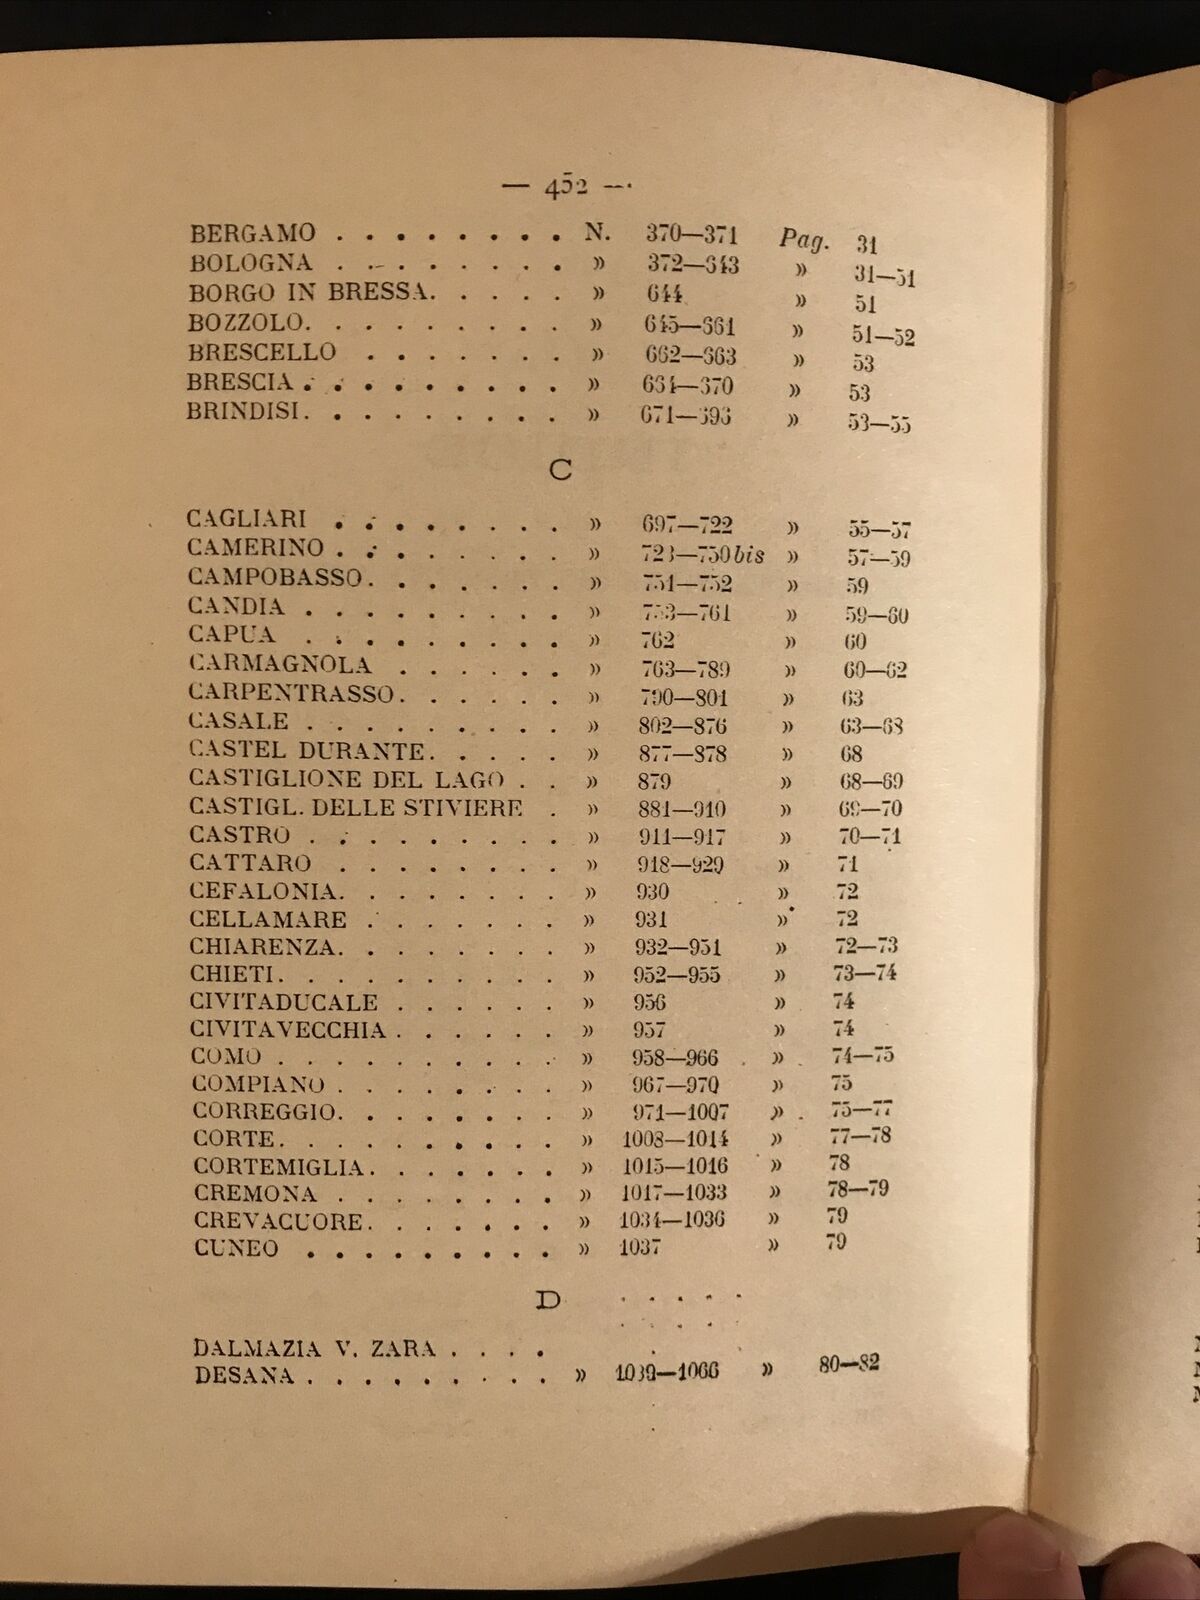 — 452 —
BERGAMO . . . . . . . . N. 370—371 Pag. 31
BOLOGNA . . . . . . . . » 372—643 » 31—51
BORGO IN BRESSA. . . . . » 644 » 51
BOZZOLO. . . . . . . . . » 645—661 » 51—52
BRESCELLO . . . . . . . » 662—663 » 53
BRESCIA . . . . . . . . . » 664—670 » 53
BRINDISI. . . . . . . . . » 671—696 » 53—55
C
CAGLIARI . . . . . . . . » 697—722 » 55—57
CAMERINO . . . . . . . . » 723—750 bis » 57—59
CAMPOBASSO. . . . . . . » 751—752 » 59
CANDIA . . . . . . . . . » 753—761 » 59—60
CAPUA . . . . . . . . . » 762 » 60
CARMAGNOLA . . . . . . » 763—789 » 60—62
CARPENTRASSO. . . . . . » 790—801 » 63
CASALE . . . . . . . . . » 802—876 » 63—68
CASTEL DURANTE. . . . . » 877—878 » 68
CASTIGLIONE DEL LAGO . . » 879 » 68—69
CASTIGL. DELLE STIVIERE . » 881—910 » 69—70
CASTRO . . . . . . . . . » 911—917 » 70—71
CATTARO . . . . . . . . » 918—929 » 71
CEFALONIA. . . . . . . . » 930 » 72
CELLAMARE . . . . . . . » 931 » 72
CHIARENZA. . . . . . . . » 932—951 » 72—73
CHIETI. . . . . . . . . . » 952—955 » 73—74
CIVITADUCALE . . . . . . » 956 » 74
CIVITAVECCHIA . . . . . . » 957 » 74
COMO . . . . . . . . . . » 958—966 » 74—75
COMPIANO . . . . . . . . » 967—970 » 75
CORREGGIO. . . . . . . . » 971—1007 » 75—77
CORTE. . . . . . . . . . » 1008—1014 » 77—78
CORTEMIGLIA. . . . . . . » 1015—1016 » 78
CREMONA . . . . . . . . » 1017—1033 » 78—79
CREVACUORE. . . . . . . » 1034—1036 » 79
CUNEO . . . . . . . . . » 1037 » 79
D
DALMAZIA V. ZARA . . . .
DESANA . . . . . . . . . » 1039—1066 » 80—82